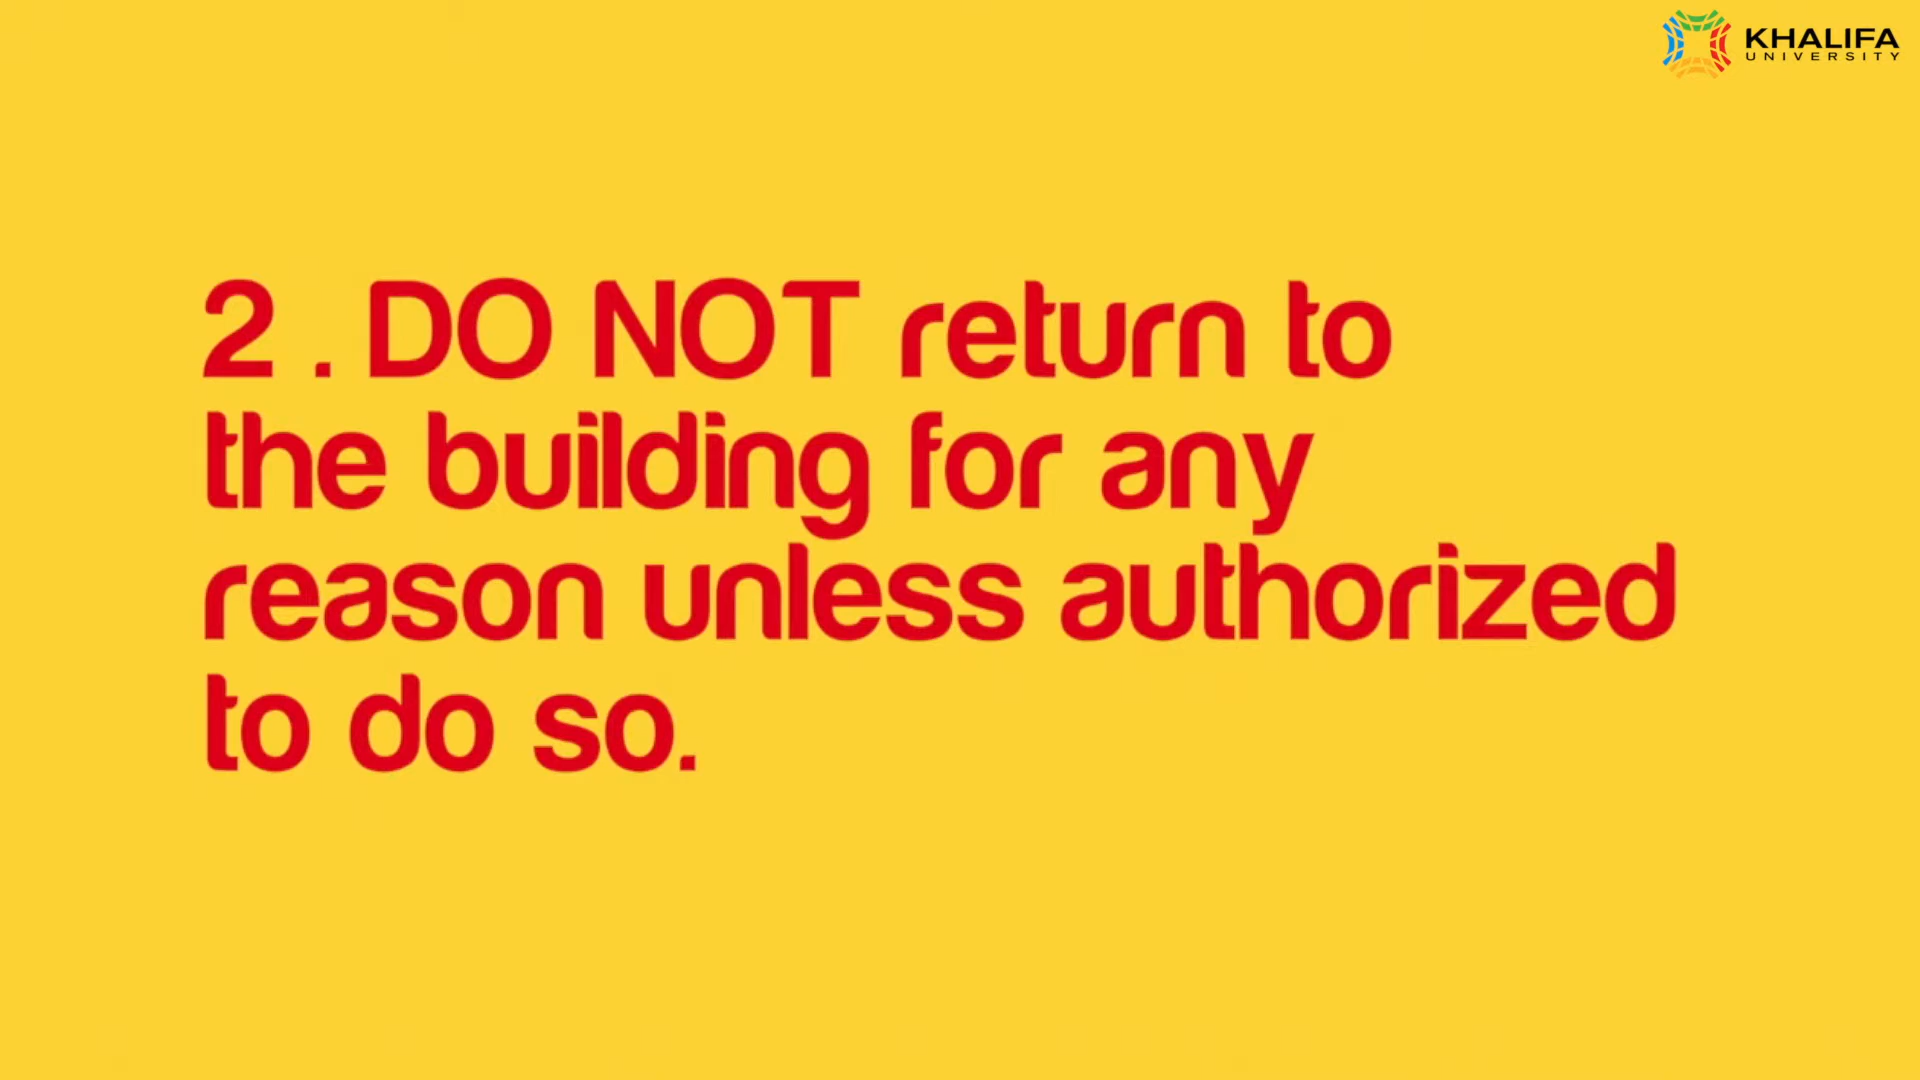 KHALIFA
UNIVERSITY
2 . DO NOT return to
the building for any
reason unless authorized
to do so.